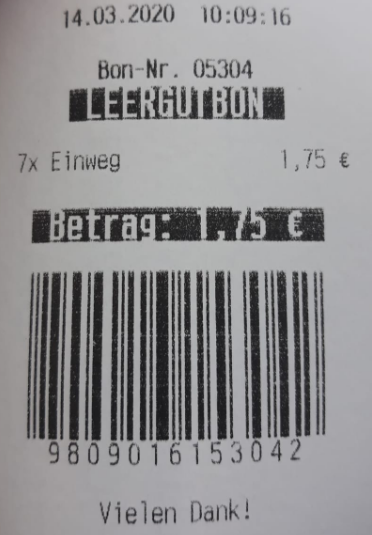 14.03.2020 10:09:16
Bon-Nr. 05304
LEERGUTBON
7x Einweg 1,75 €
Betrag: 1,75 €
9809016153042
Vielen Dank!